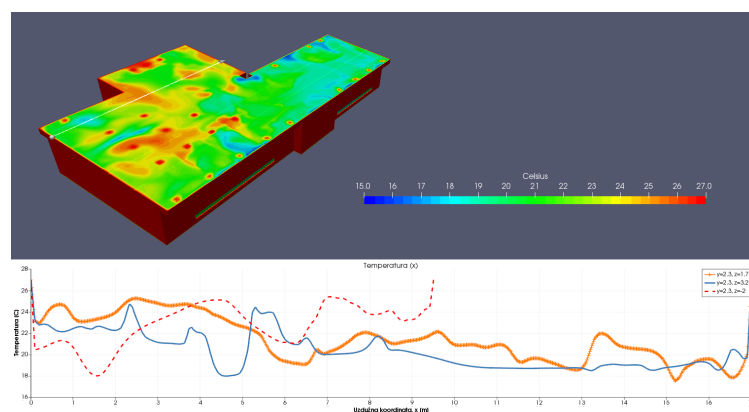 Celsius
15.0 16 17 18 19 20 21 22 23 24 25 26 27.0
Temperatura (x)
Temperatura (C)
28
26
24
22
20
18
16
y=2.3, z=1.7
y=2.3, z=3.2
y=2.3, z=-2
0 1 2 3 4 5 6 7 8 9 10 11 12 13 14 15 16
Uzdužna koordinata, x (m)